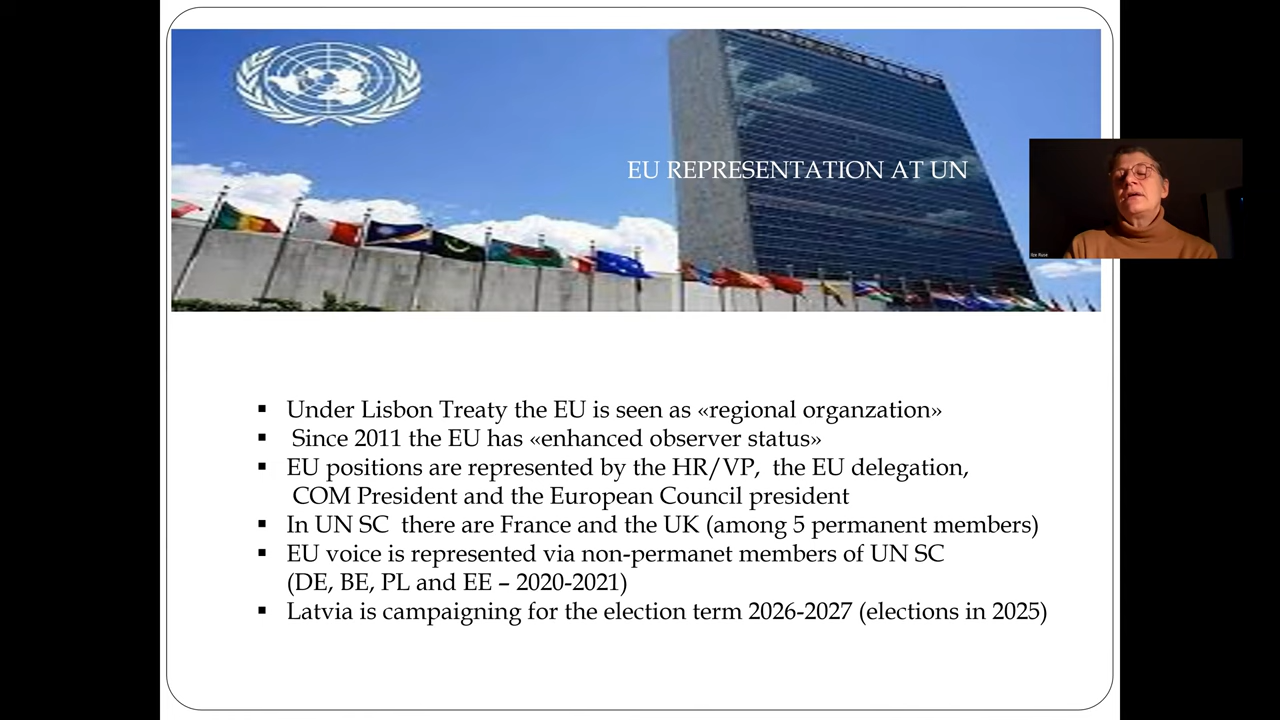 EU REPRESENTATION AT UN
▪ Under Lisbon Treaty the EU is seen as «regional organzation»
▪ Since 2011 the EU has «enhanced observer status»
▪ EU positions are represented by the HR/VP, the EU delegation,
COM President and the European Council president
▪ In UN SC there are France and the UK (among 5 permanent members)
▪ EU voice is represented via non-permanet members of UN SC
(DE, BE, PL and EE – 2020-2021)
▪ Latvia is campaigning for the election term 2026-2027 (elections in 2025)